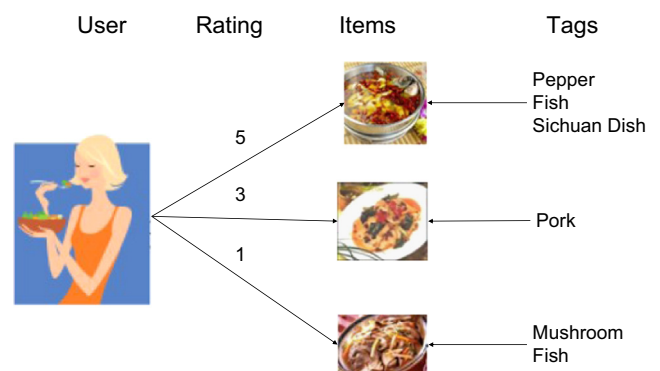 User Rating Items Tags
Pepper
Fish
Sichuan Dish
5
3
Pork
1
Mushroom
Fish